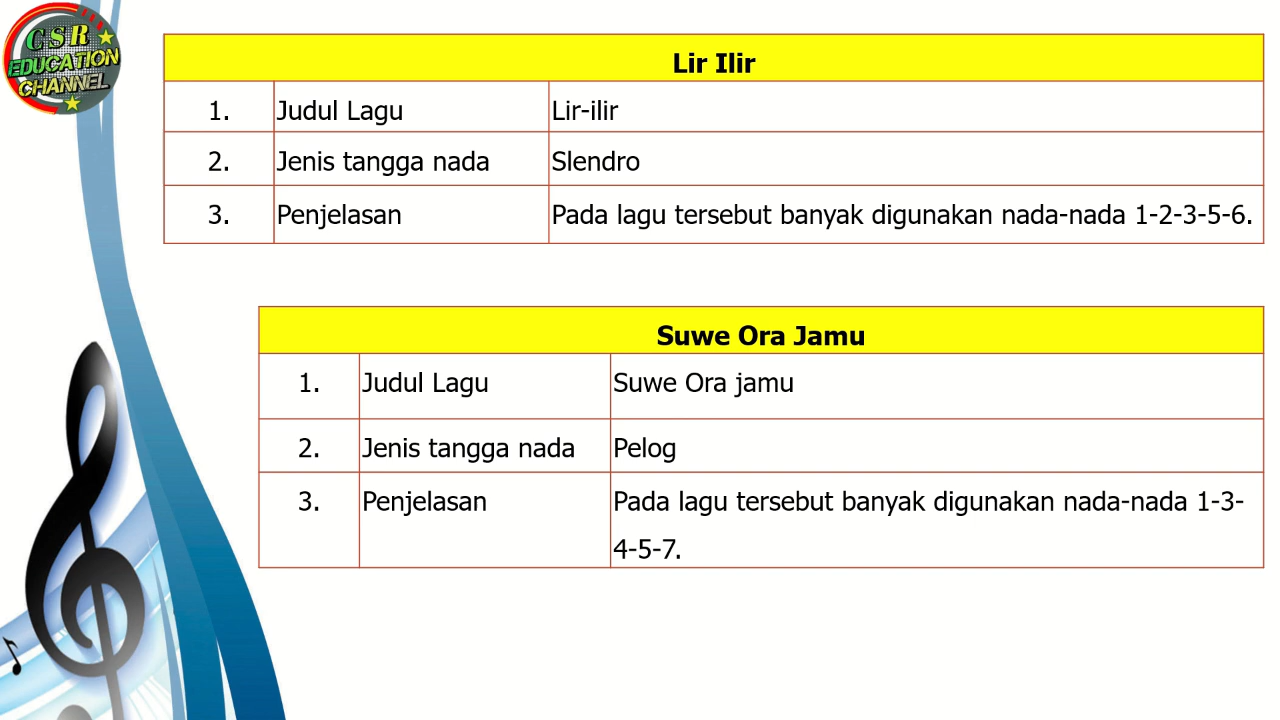 CSR
EDUCATION
CHANNEL
Lir Ilir
1. Judul Lagu Lir-ilir
2. Jenis tangga nada Slendro
3. Penjelasan Pada lagu tersebut banyak digunakan nada-nada 1-2-3-5-6.
Suwe Ora Jamu
1. Judul Lagu Suwe Ora jamu
2. Jenis tangga nada Pelog
3. Penjelasan Pada lagu tersebut banyak digunakan nada-nada 1-3-
4-5-7.